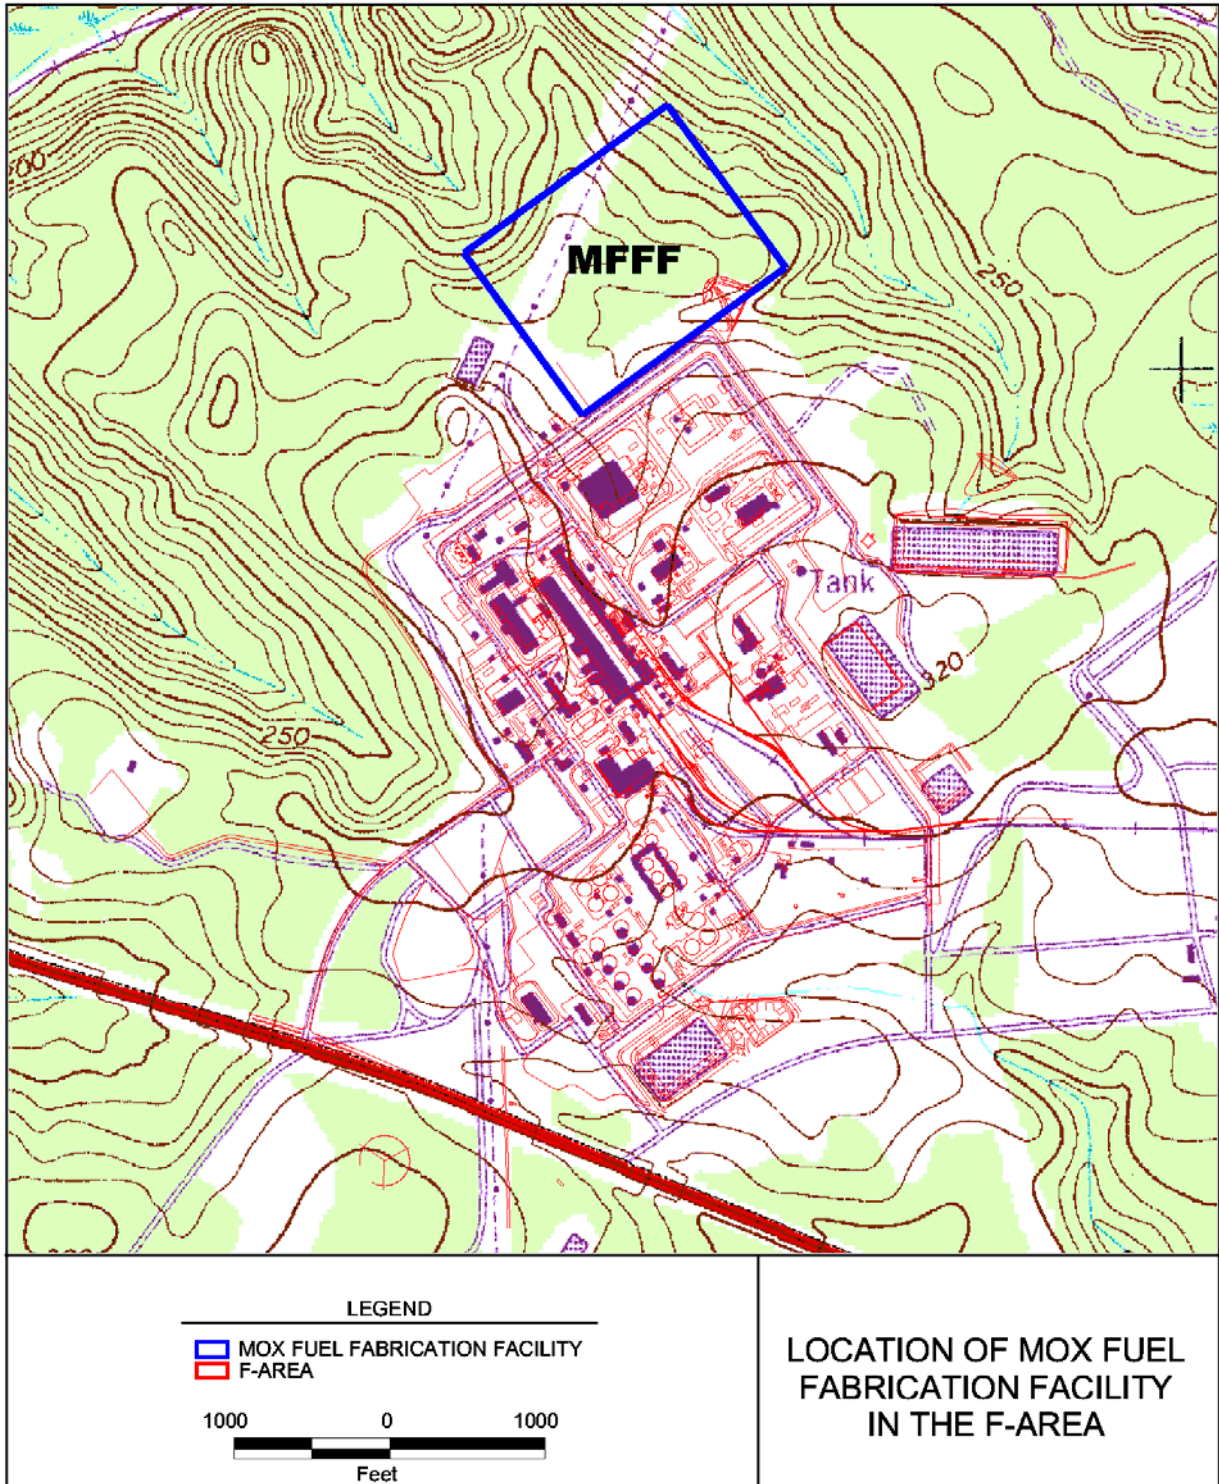 MFFF
250
Tank
320
250
LEGEND
MOX FUEL FABRICATION FACILITY
F-AREA
1000 0 1000
Feet
LOCATION OF MOX FUEL
FABRICATION FACILITY
IN THE F-AREA